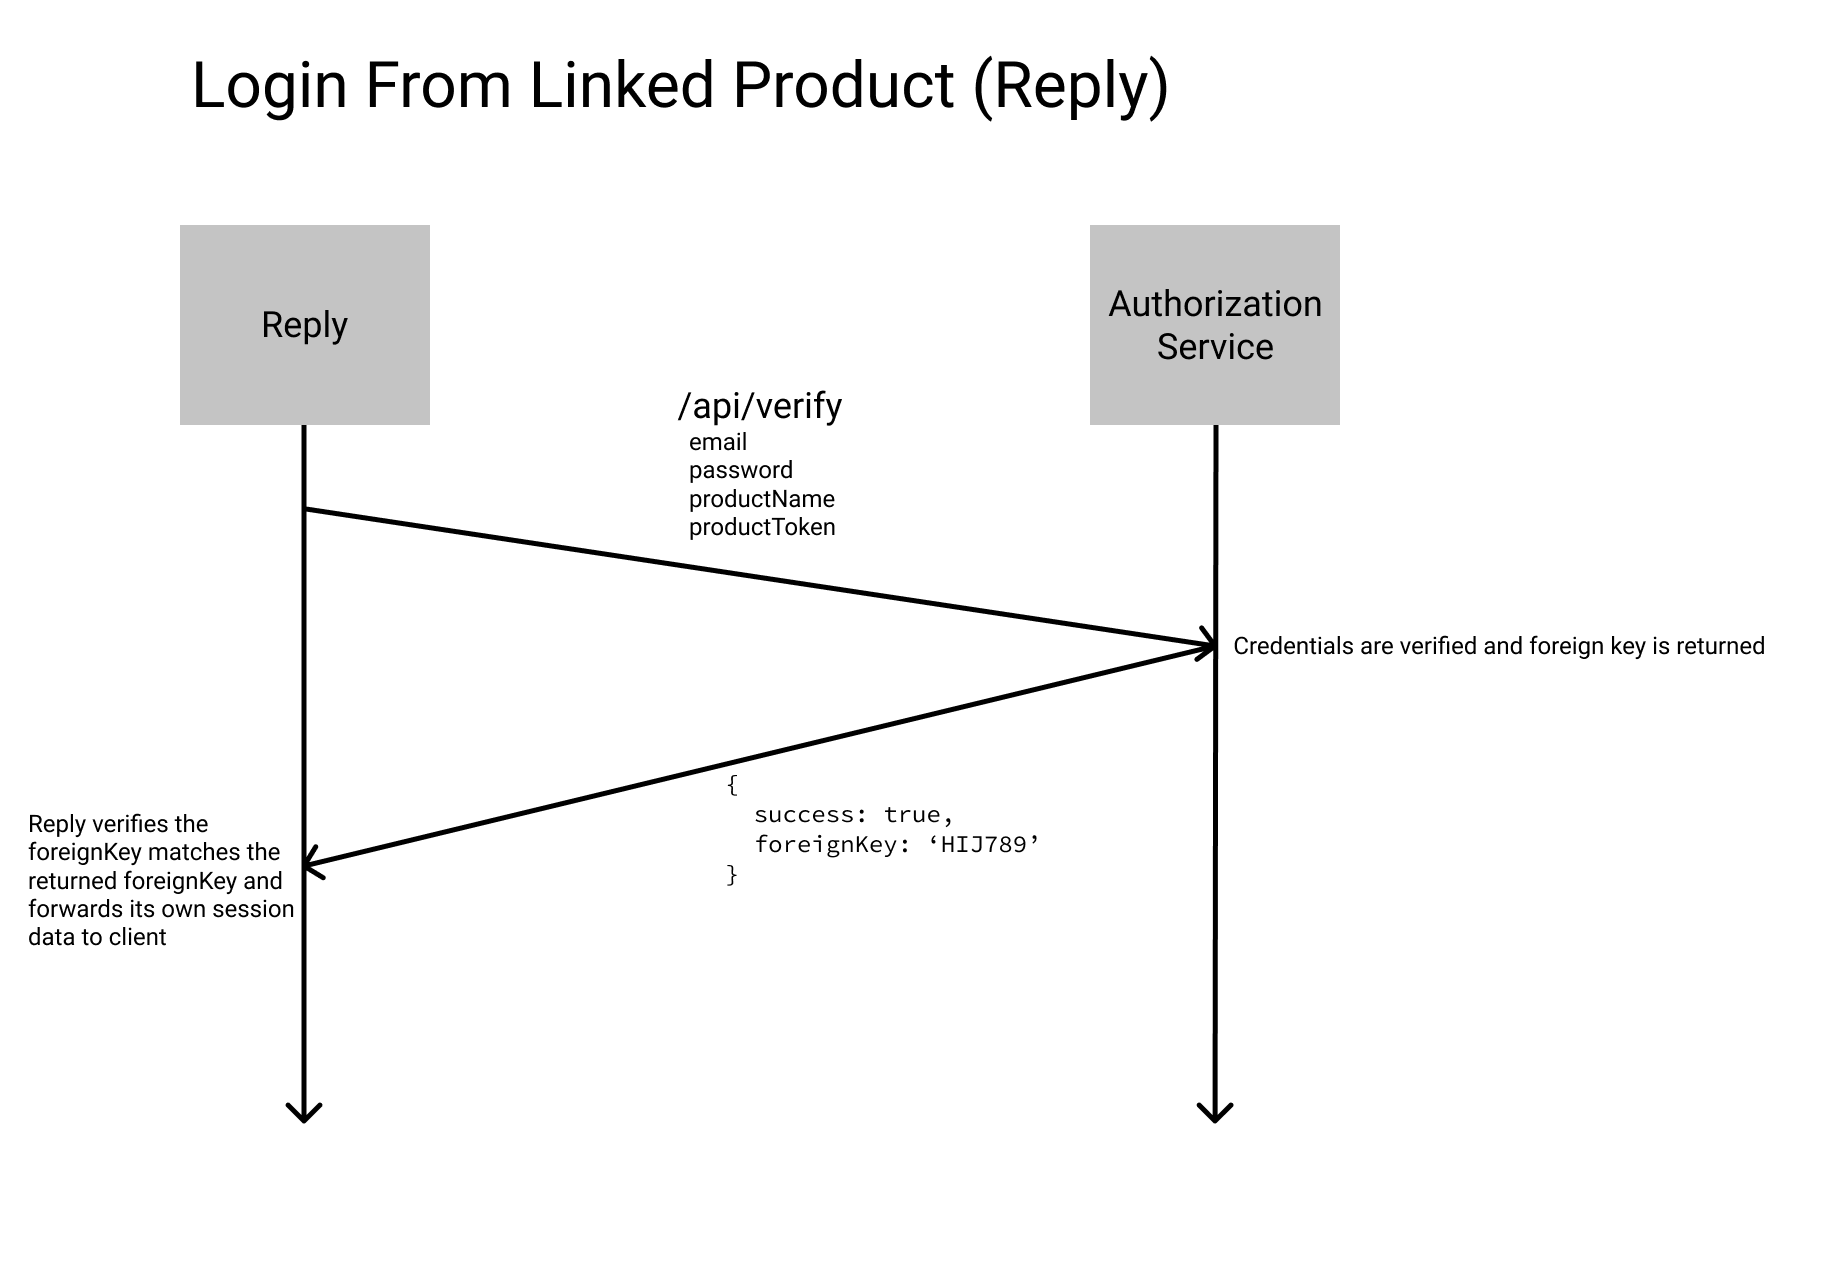 Login From Linked Product (Reply)
Reply
Authorization
Service
/api/verify
email
password
productName
productToken
Credentials are verified and foreign key is returned
{
success: true,
foreignKey: ‘HIJ789’
}
Reply verifies the
foreignKey matches the
returned foreignKey and
forwards its own session
data to client